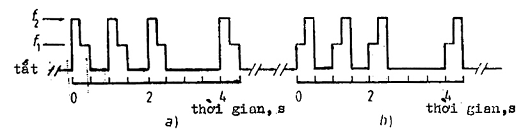 f₂
f₁
tắt
0 2 4 0 2 4
thời gian,s thời gian,s
a) b)